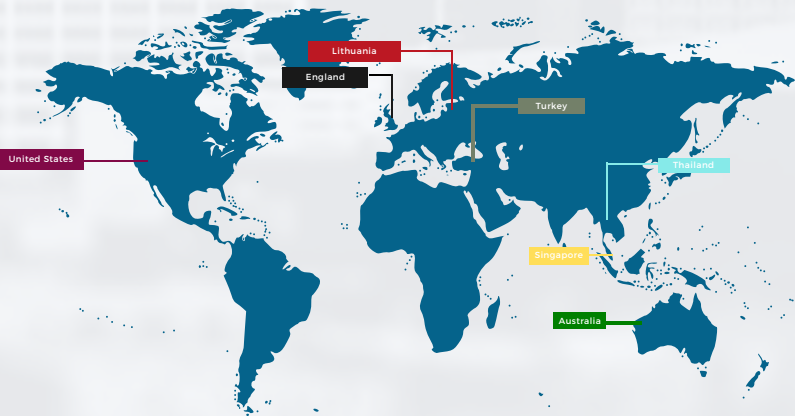 Lithuania
England
Turkey
United States
Thailand
Singapore
Australia